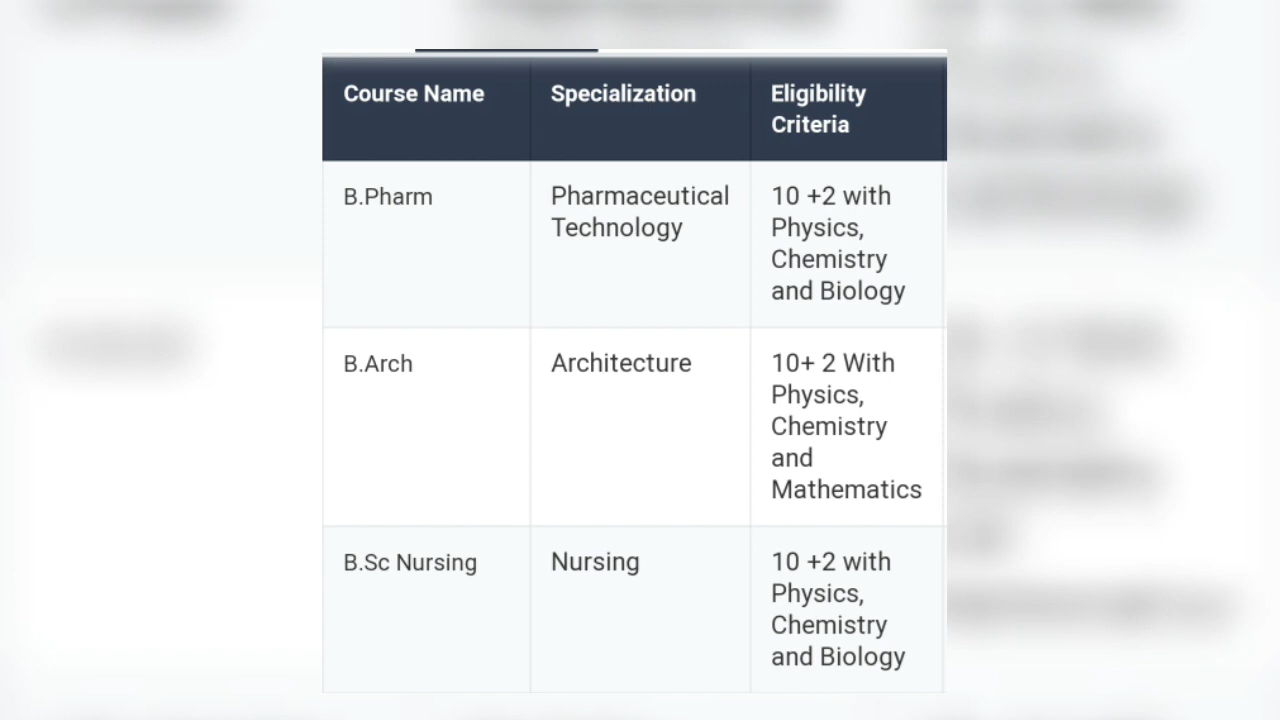 Course Name
Specialization
Eligibility
Criteria
B.Pharm
Pharmaceutical
Technology
10 +2 with
Physics,
Chemistry
and Biology
B.Arch
Architecture
10+ 2 With
Physics,
Chemistry
and
Mathematics
B.Sc Nursing
Nursing
10 +2 with
Physics,
Chemistry
and Biology